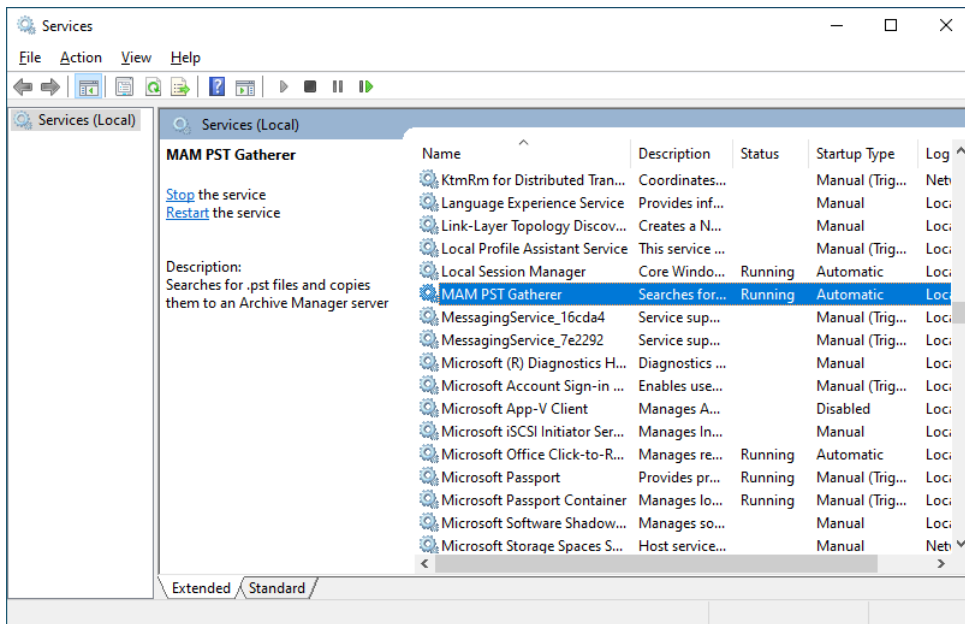 Services
File Action View Help
Services (Local)
Services (Local)
MAM PST Gatherer
Stop the service
Restart the service
Description:
Searches for .pst files and copies
them to an Archive Manager server
Name Description Status Startup Type Log
KtmRm for Distributed Tran... Coordinates... Manual (Trig... Net
Language Experience Service Provides inf... Manual Loca
Link-Layer Topology Discov... Creates a N... Manual Loca
Local Profile Assistant Service This service ... Manual (Trig... Loca
Local Session Manager Core Windo... Running Automatic Loca
MAM PST Gatherer Searches for... Running Automatic Loca
MessagingService_16cda4 Service sup... Manual (Trig... Loca
MessagingService_7e2292 Service sup... Manual (Trig... Loca
Microsoft (R) Diagnostics H... Diagnostics ... Manual Loca
Microsoft Account Sign-in ... Enables use... Manual (Trig... Loca
Microsoft App-V Client Manages A... Disabled Loca
Microsoft iSCSI Initiator Ser... Manages In... Manual Loca
Microsoft Office Click-to-R... Manages re... Running Automatic Loca
Microsoft Passport Provides pr... Running Manual (Trig... Loca
Microsoft Passport Container Manages lo... Running Manual (Trig... Loca
Microsoft Software Shadow... Manages so... Manual Loca
Microsoft Storage Spaces S... Host service... Manual Net
Extended Standard